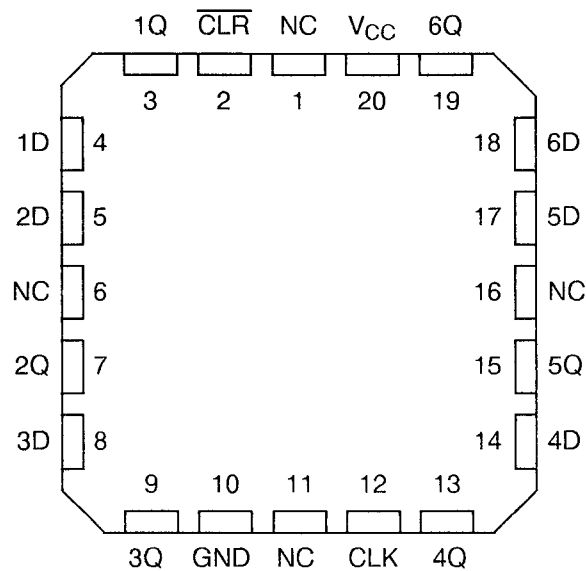 1Q CLR NC VCC 6Q
3 2 1 20 19
1D 4 18 6D
2D 5 17 5D
NC 6 16 NC
2Q 7 15 5Q
3D 8 14 4D
9 10 11 12 13
3Q GND NC CLK 4Q